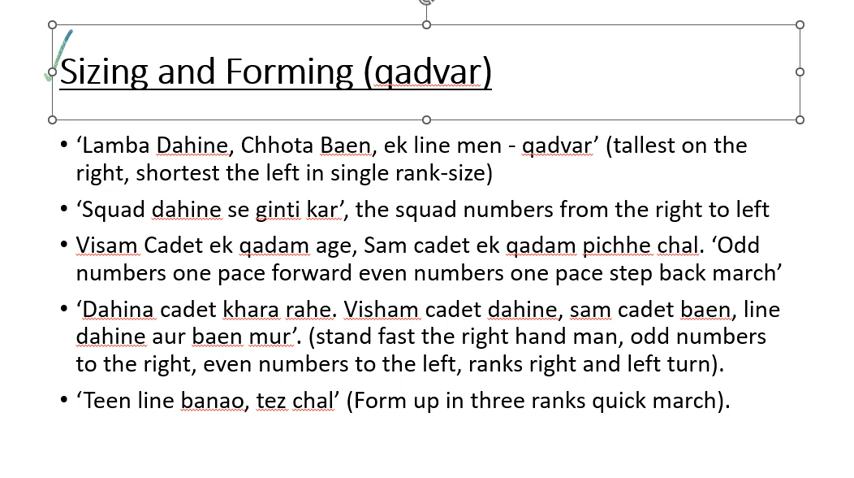 Sizing and Forming (qadvar)
• ‘Lamba Dahine, Chhota Baen, ek line men - qadvar’ (tallest on the
right, shortest the left in single rank-size)
• ‘Squad dahine se ginti kar’, the squad numbers from the right to left
• Visam Cadet ek qadam age, Sam cadet ek qadam pichhe chal. ‘Odd
numbers one pace forward even numbers one pace step back march’
• ‘Dahina cadet khara rahe. Visham cadet dahine, sam cadet baen, line
dahine aur baen mur’. (stand fast the right hand man, odd numbers
to the right, even numbers to the left, ranks right and left turn).
• ‘Teen line banao, tez chal’ (Form up in three ranks quick march).